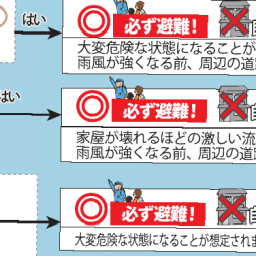 はい
必ず避難！
大変危険な状態になることが
雨風が強くなる前、周辺の道
はい
必ず避難！
家屋が壊れるほどの激しい流
雨風が強くなる前、周辺の道
必ず避難！
大変危険な状態になることが想定されま